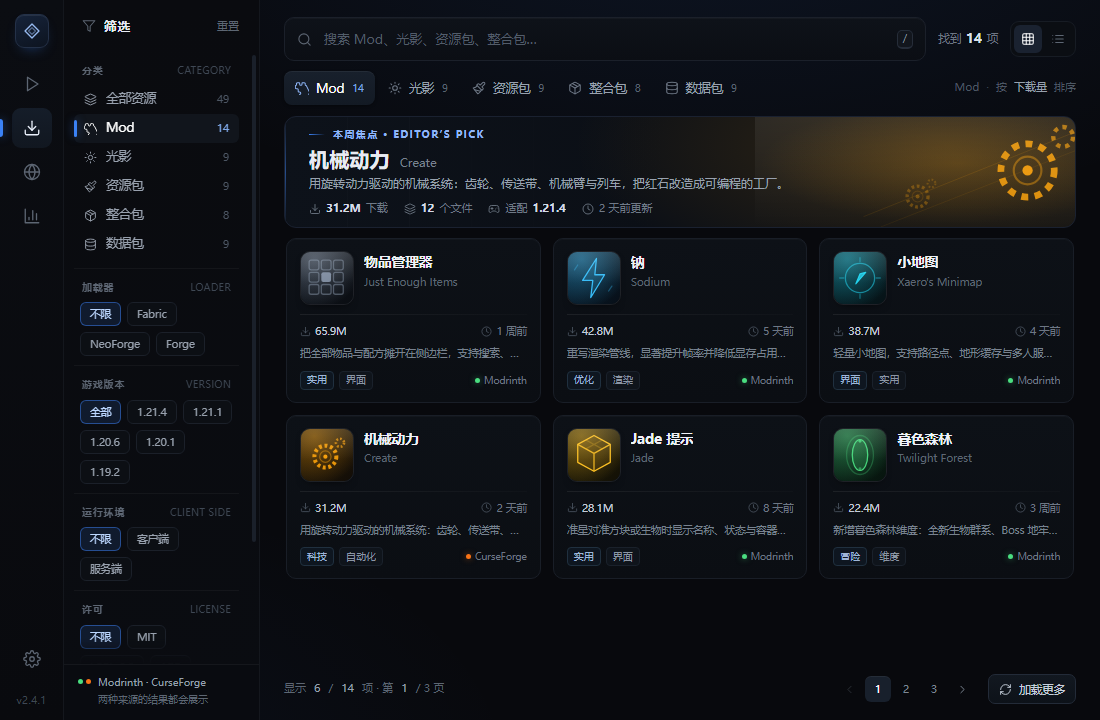 筛选 重置
分类 CATEGORY
全部资源 49
Mod 14
光影 9
资源包 9
整合包 8
数据包 9
加载器 LOADER
不限 Fabric
NeoForge Forge
游戏版本 VERSION
全部 1.21.4 1.21.1
1.20.6 1.20.1
1.19.2
运行环境 CLIENT SIDE
不限 客户端
服务端
许可 LICENSE
不限 MIT
Modrinth · CurseForge
两种来源的结果都会展示
v2.4.1
搜索 Mod、光影、资源包、整合包... /
找到 14 项
Mod 14 光影 9 资源包 9 整合包 8 数据包 9
Mod · 按 下载量 排序
本周焦点 • EDITOR'S PICK
机械动力 Create
用旋转动力驱动的机械系统：齿轮、传送带、机械臂与列车，把红石改造成可编程的工厂。
31.2M 下载 12 个文件 适配 1.21.4 2 天前更新
物品管理器
Just Enough Items
65.9M 1 周前
把全部物品与配方摊开在侧边栏，支持搜索、...
实用 界面 Modrinth
钠
Sodium
42.8M 5 天前
重写渲染管线，显著提升帧率并降低显存占用...
优化 渲染 Modrinth
小地图
Xaero's Minimap
38.7M 4 天前
轻量小地图，支持路径点、地形缓存与多人服...
界面 实用 Modrinth
机械动力
Create
31.2M 2 天前
用旋转动力驱动的机械系统：齿轮、传送带、...
科技 自动化 CurseForge
Jade 提示
Jade
28.1M 8 天前
准星对准方块或生物时显示名称、状态与容器...
实用 界面 Modrinth
暮色森林
Twilight Forest
22.4M 3 周前
新增暮色森林维度：全新生物群系、Boss 地牢...
冒险 维度 Modrinth
显示 6 / 14 项 · 第 1 / 3 页
1 2 3
加载更多